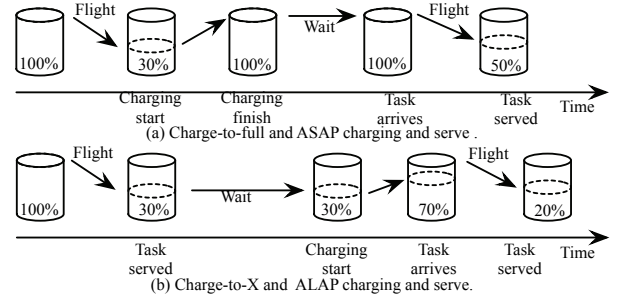 Flight
Wait
Flight
100%
30%
100%
100%
50%
Charging start
Charging finish
Task arrives
Task served
Time
(a) Charge-to-full and ASAP charging and serve .
Flight
Wait
Flight
100%
30%
30%
70%
20%
Task served
Charging start
Task arrives
Task served
Time
(b) Charge-to-X and  ALAP charging and serve.